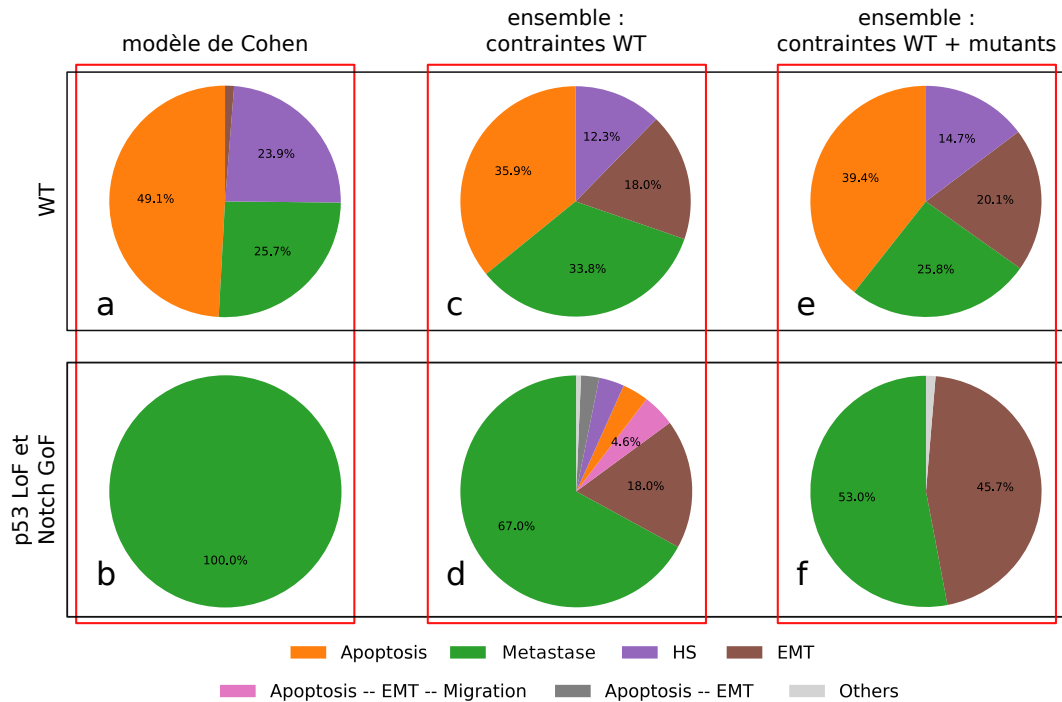 modèle de Cohen
ensemble :
contraintes WT
ensemble :
contraintes WT + mutants
WT
49.1%
23.9%
25.7%
a
35.9%
12.3%
18.0%
33.8%
c
39.4%
14.7%
20.1%
25.8%
e
p53 LoF et
Notch GoF
100.0%
b
4.6%
18.0%
67.0%
d
53.0%
45.7%
f
Apoptosis
Metastase
HS
EMT
Apoptosis -- EMT -- Migration
Apoptosis -- EMT
Others